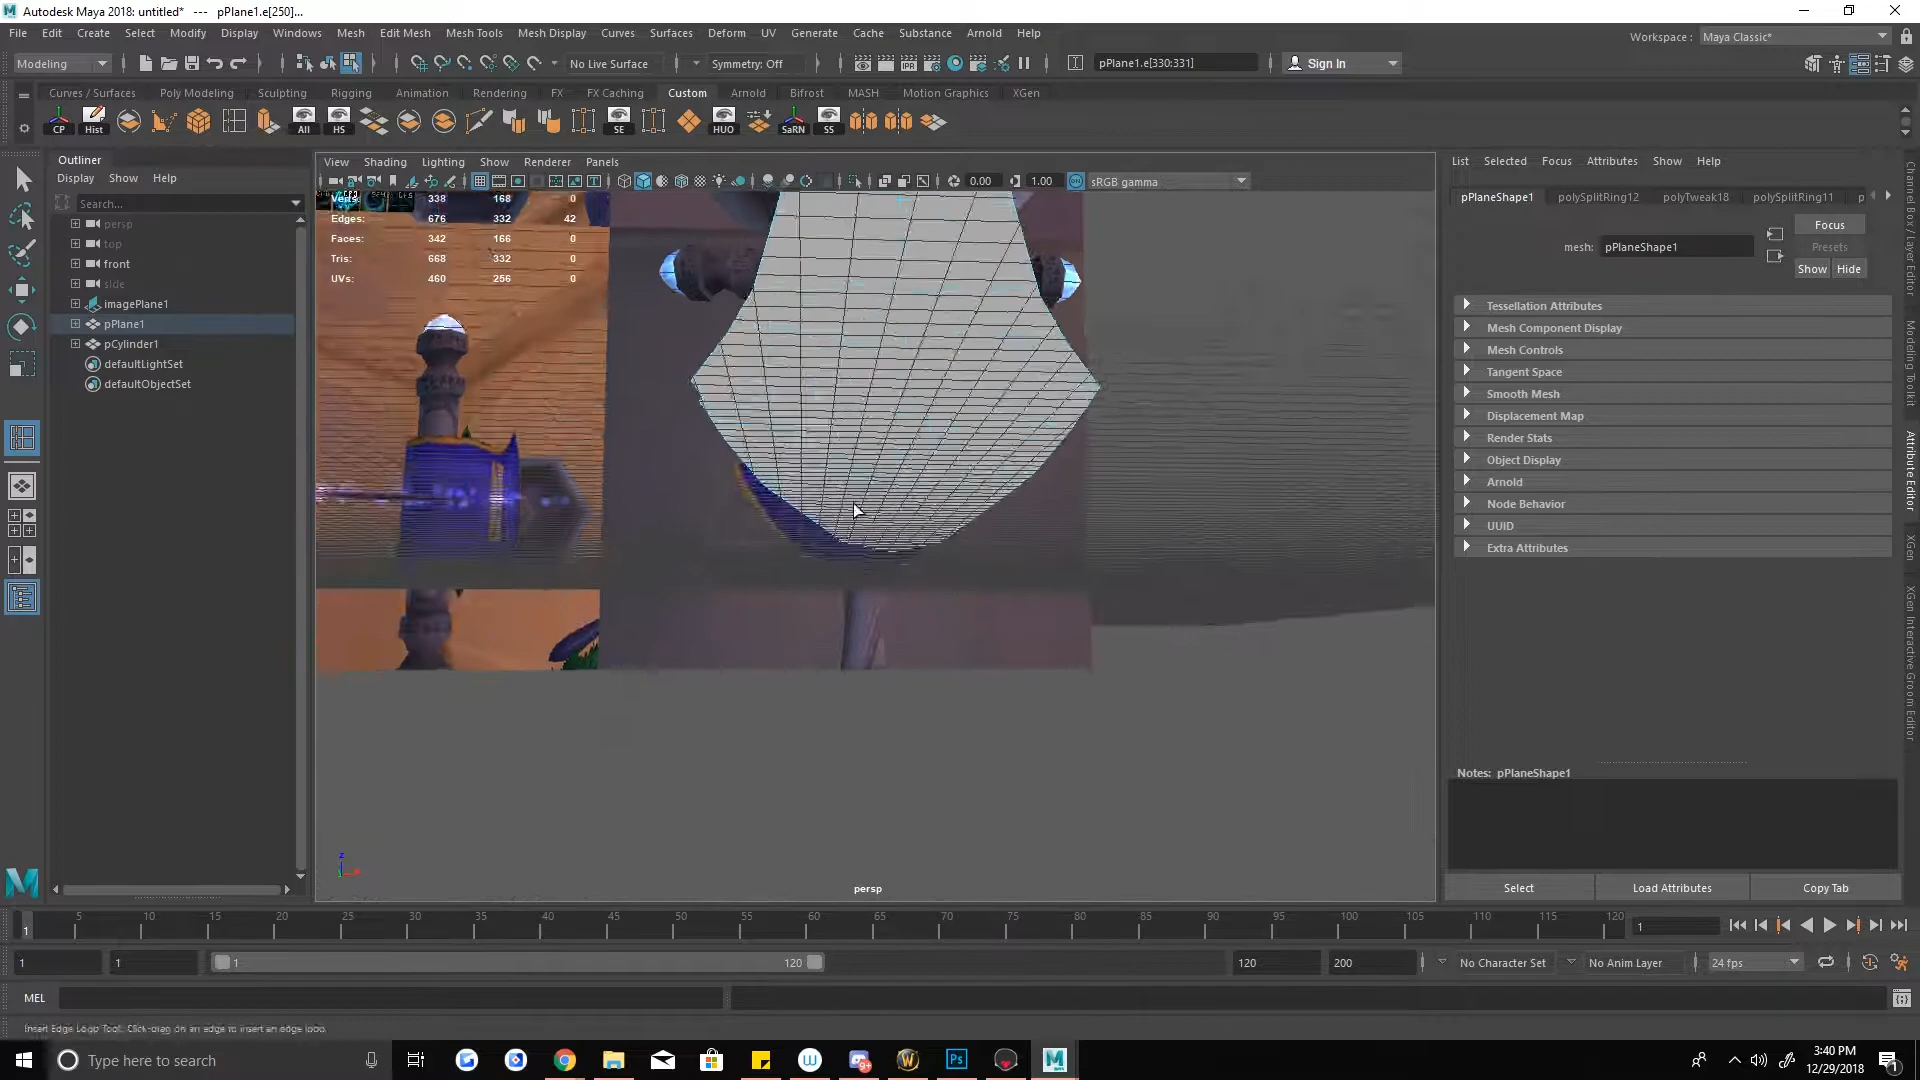 Autodesk Maya 2018: untitled*   ---   pPlane1.e[250]...
File Edit Create Select Modify Display Windows Mesh Edit Mesh Mesh Tools Mesh Display Curves Surfaces Deform UV Generate Cache Substance Arnold Help
Workspace : Maya Classic*
Modeling No Live Surface Symmetry: Off IPR pPlane1.e[330:331] Sign In
Curves / Surfaces Poly Modeling Sculpting Rigging Animation Rendering FX FX Caching Custom Arnold Bifrost MASH Motion Graphics XGen
CP Hist All HS SE HUO SaRN SS
Outliner
Display Show Help
Search...
persp
top
front
side
imagePlane1
pPlane1
pCylinder1
defaultLightSet
defaultObjectSet
View Shading Lighting Show Renderer Panels
0.00 1.00 ON sRGB gamma
Verts: 338 168 0
Edges: 676 332 42
Faces: 342 166 0
Tris: 668 332 0
UVs: 460 256 0
z
persp
List Selected Focus Attributes Show Help
pPlaneShape1 polySplitRing12 polyTweak18 polySplitRing11 p
Focus
Presets
mesh: pPlaneShape1
Show Hide
Tessellation Attributes
Mesh Component Display
Mesh Controls
Tangent Space
Smooth Mesh
Displacement Map
Render Stats
Object Display
Arnold
Node Behavior
UUID
Extra Attributes
Notes: pPlaneShape1
Select Load Attributes Copy Tab
Channel Box / Layer Editor
Modeling Toolkit
Attribute Editor
XGen
XGen Interactive Groom Editor
1 5 10 15 20 25 30 35 40 45 50 55 60 65 70 75 80 85 90 95 100 105 110 115 120 1
1 1 1 120 120 200 No Character Set No Anim Layer 24 fps
MEL
Insert Edge Loop Tool: Click-drag on an edge to insert an edge loop.
Type here to search
9+ Ps M
3:40 PM
12/29/2018
1